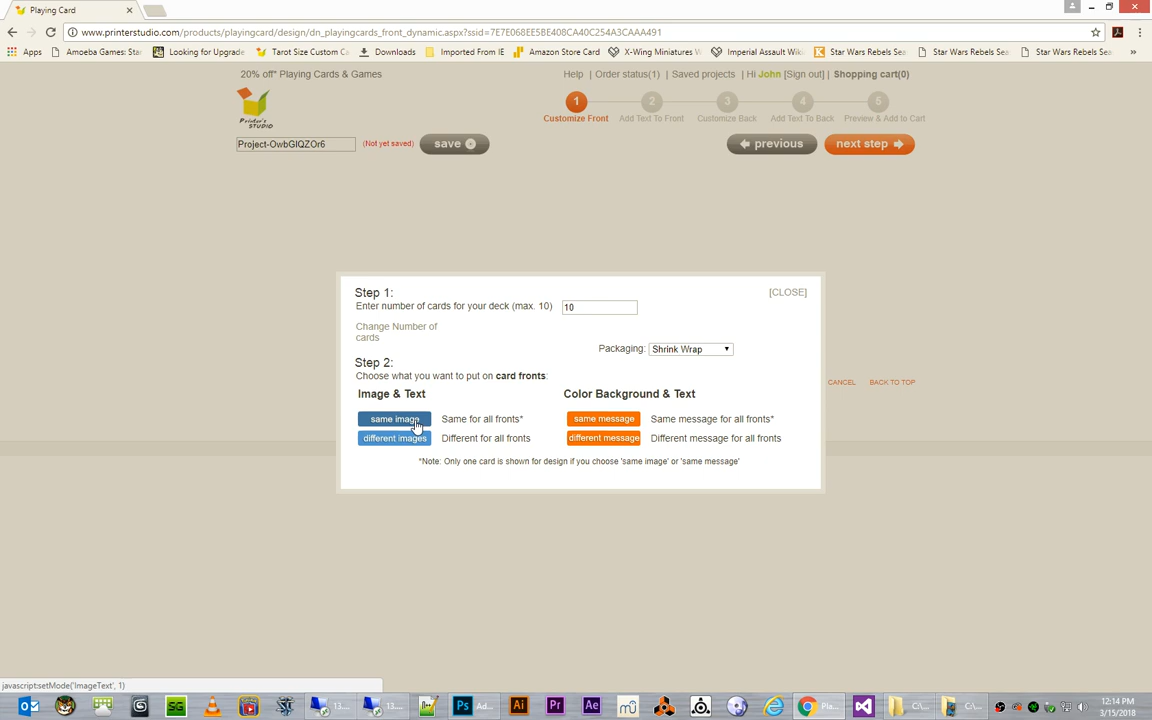 Playing Card
www.printerstudio.com/products/playingcard/design/dn_playingcards_front_dynamic.aspx?ssid=7E7E068EE5BE408CA40C254A3CAAA491
Apps Amoeba Games: Star Looking for Upgrade Tarot Size Custom C Downloads Imported From IE Amazon Store Card X-Wing Miniatures W Imperial Assault Wiki Star Wars Rebels Sea Star Wars Rebels Sea Star Wars Rebels Sea »
20% off* Playing Cards & Games
Help | Order status(1) | Saved projects | Hi John [Sign out] | Shopping cart(0)
Printer's STUDIO
1 2 3 4 5
Customize Front Add Text To Front Customize Back Add Text To Back Preview & Add to Cart
(Not yet saved) save previous next step
Step 1:
[CLOSE]
Enter number of cards for your deck (max. 10) 10
Change Number of
cards
Packaging: Shrink Wrap
Step 2:
Choose what you want to put on card fronts:
Image & Text Color Background & Text
same image Same for all fronts* same message Same message for all fronts*
different images Different for all fronts different message Different message for all fronts
*Note: Only one card is shown for design if you choose 'same image' or 'same message'
CANCEL BACK TO TOP
javascript:setMode('ImageText', 1)
13... 13... Ad... Pla... C:\... C:\...
12:14 PM
3/15/2018